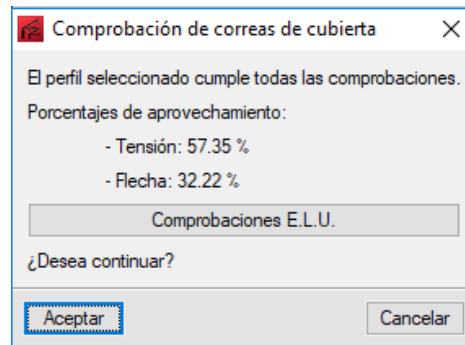 Comprobación de correas de cubierta
El perfil seleccionado cumple todas las comprobaciones.
Porcentajes de aprovechamiento:
- Tensión: 57.35 %
- Flecha: 32.22 %
Comprobaciones E.L.U.
¿Desea continuar?
Aceptar
Cancelar